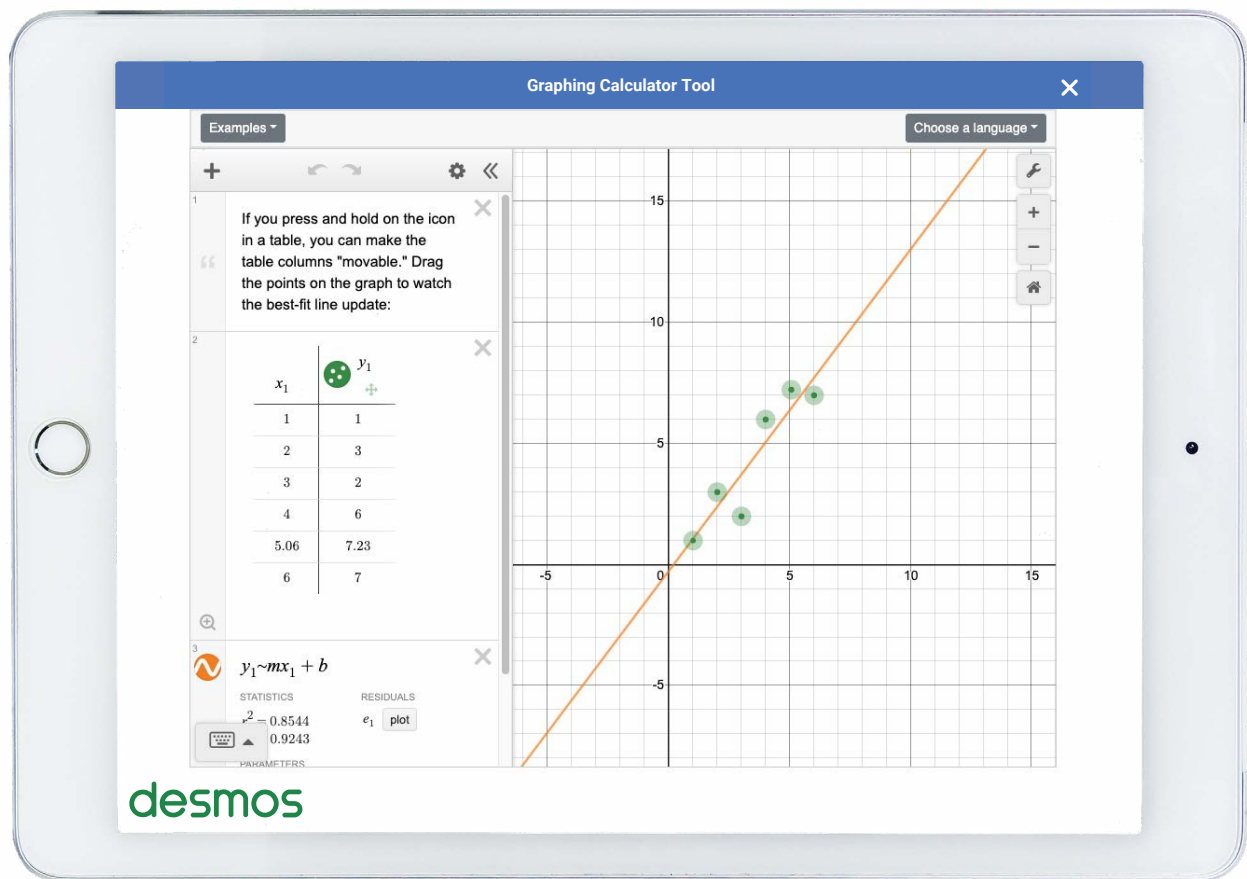 Graphing Calculator Tool
Examples
Choose a language
1
If you press and hold on the icon
in a table, you can make the
table columns "movable." Drag
the points on the graph to watch
the best-fit line update:
2
x₁ y₁
1 1
2 3
3 2
4 6
5.06 7.23
6 7
3
y₁~mx₁ + b
STATISTICS RESIDUALS
r² = 0.8544 e₁ plot
0.9243
PARAMETERS
15
10
5
-5 0 5 10 15
-5
desmos